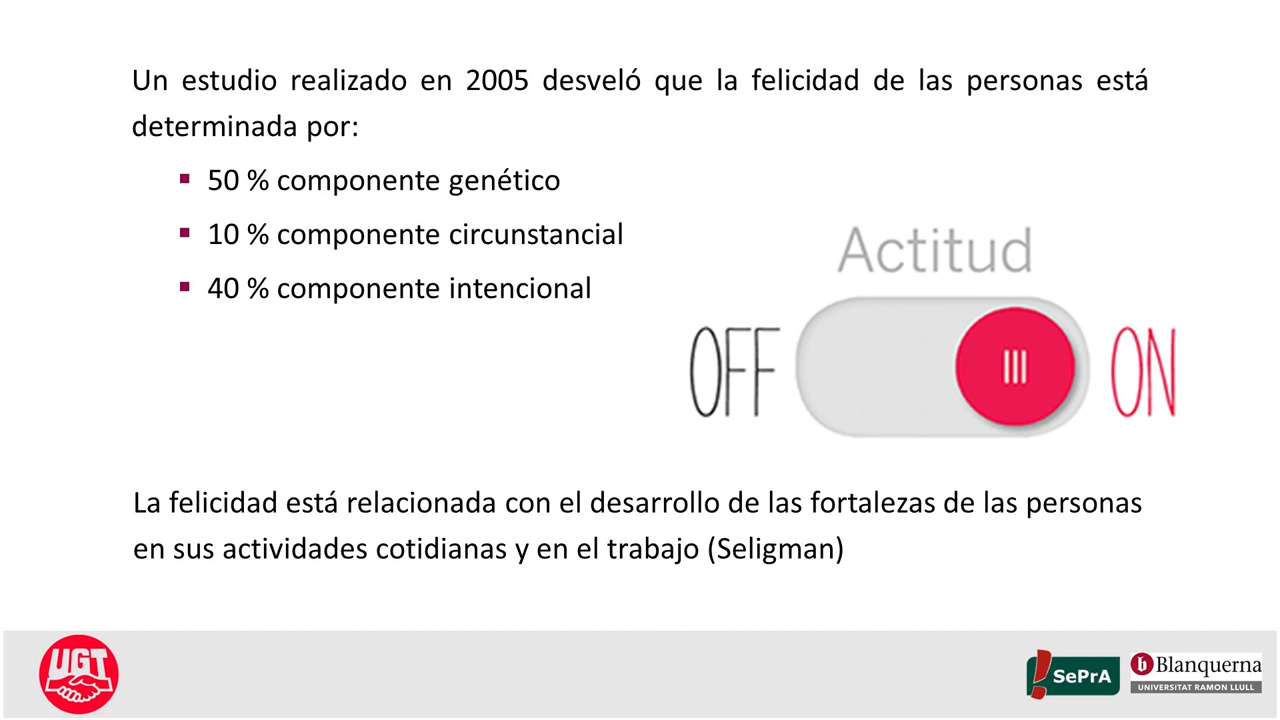 Un estudio realizado en 2005 desveló que la felicidad de las personas está
determinada por:
▪ 50 % componente genético
▪ 10 % componente circunstancial
▪ 40 % componente intencional
Actitud
OFF
ON
La felicidad está relacionada con el desarrollo de las fortalezas de las personas
en sus actividades cotidianas y en el trabajo (Seligman)
UGT
SePrA
b Blanquerna
UNIVERSITAT RAMON LLULL